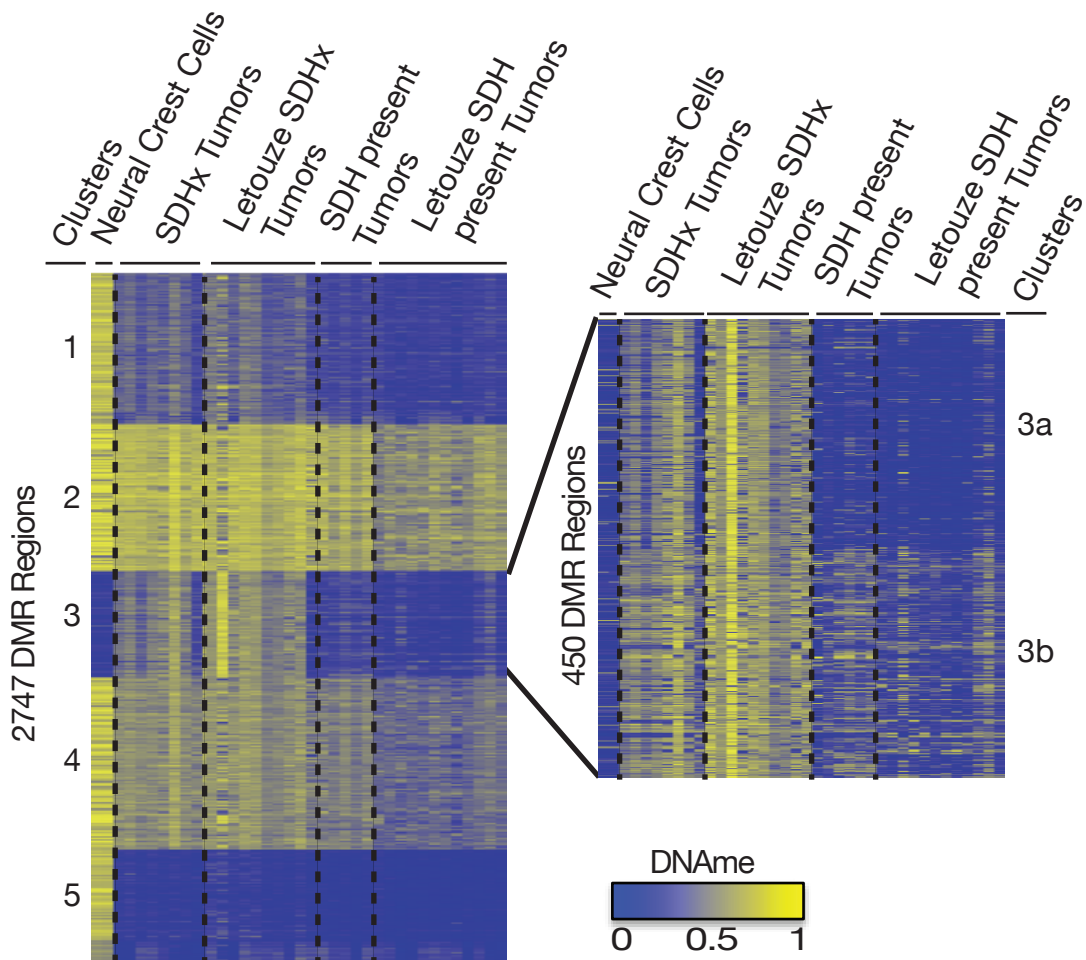 Clusters
Neural Crest Cells
SDHx Tumors
Letouze SDHx
Tumors
SDH present
Tumors
Letouze SDH
present Tumors
2747 DMR Regions
1
2
3
4
5
Neural Crest Cells
SDHx Tumors
Letouze SDHx
Tumors
SDH present
Tumors
Letouze SDH
present Tumors
Clusters
450 DMR Regions
3a
3b
DNAme
0 0.5 1